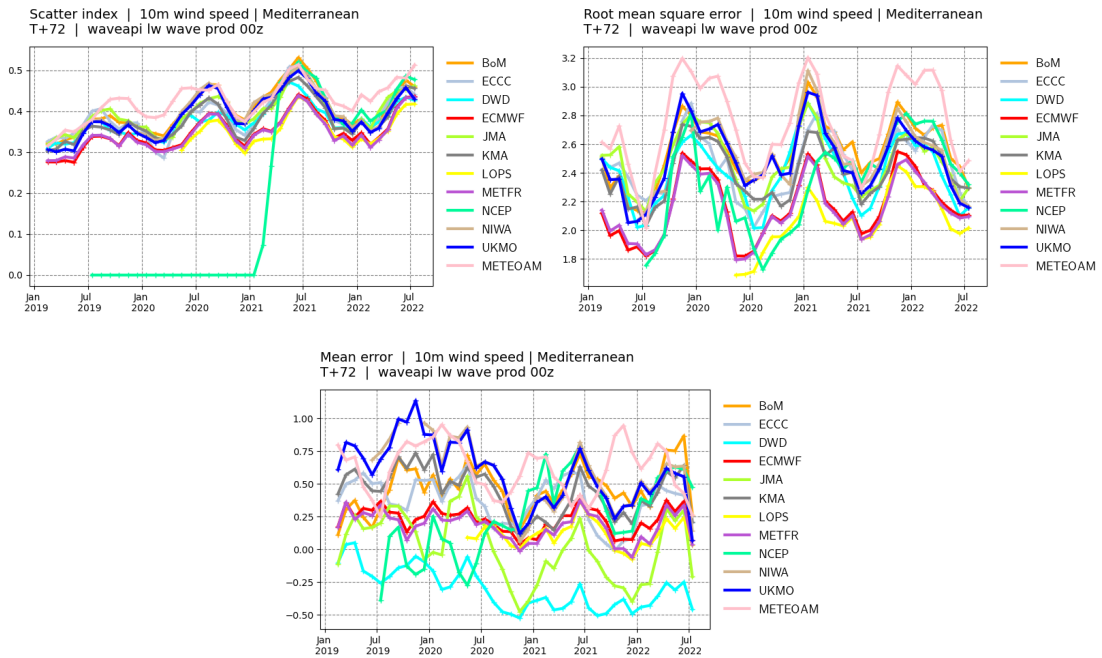 Scatter index  |  10m wind speed | Mediterranean
T+72  |  waveapi lw wave prod 00z
0.5
0.4
0.3
0.2
0.1
0.0
Jan
2019
Jul
Jan
2020
Jul
Jan
2021
Jul
Jan
2022
Jul
2022
BoM
ECCC
DWD
ECMWF
JMA
KMA
LOPS
METFR
NCEP
NIWA
UKMO
METEOAM
Root mean square error  |  10m wind speed | Mediterranean
T+72  |  waveapi lw wave prod 00z
3.2
3.0
2.8
2.6
2.4
2.2
2.0
1.8
Jan
2019
Jul
Jan
2020
Jul
2020
Jan
2021
Jul
Jan
2022
Jul
2022
BoM
ECCC
DWD
ECMWF
JMA
KMA
LOPS
METFR
NCEP
NIWA
UKMO
METEOAM
Mean error  |  10m wind speed | Mediterranean
T+72  |  waveapi lw wave prod 00z
1.00
0.75
0.50
0.25
0.00
−0.25
−0.50
Jan
2019
Jul
2019
Jan
2020
Jul
2020
Jan
2021
Jul
2021
Jan
2022
Jul
2022
BoM
ECCC
DWD
ECMWF
JMA
KMA
LOPS
METFR
NCEP
NIWA
UKMO
METEOAM